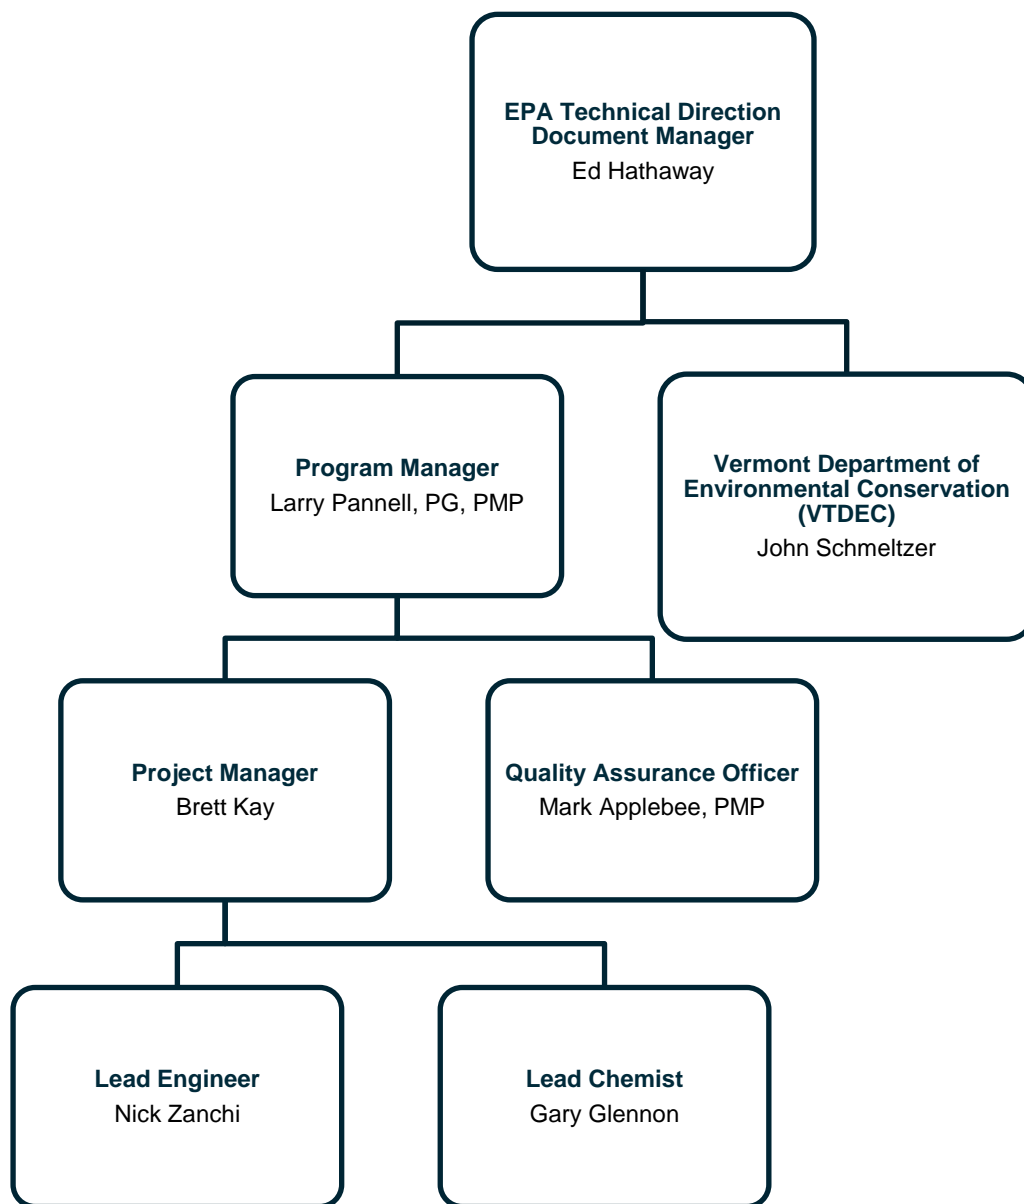 EPA Technical Direction
Document Manager
Ed Hathaway
Program Manager
Larry Pannell, PG, PMP
Vermont Department of
Environmental Conservation
(VTDEC)
John Schmeltzer
Project Manager
Brett Kay
Quality Assurance Officer
Mark Applebee, PMP
Lead Engineer
Nick Zanchi
Lead Chemist
Gary Glennon